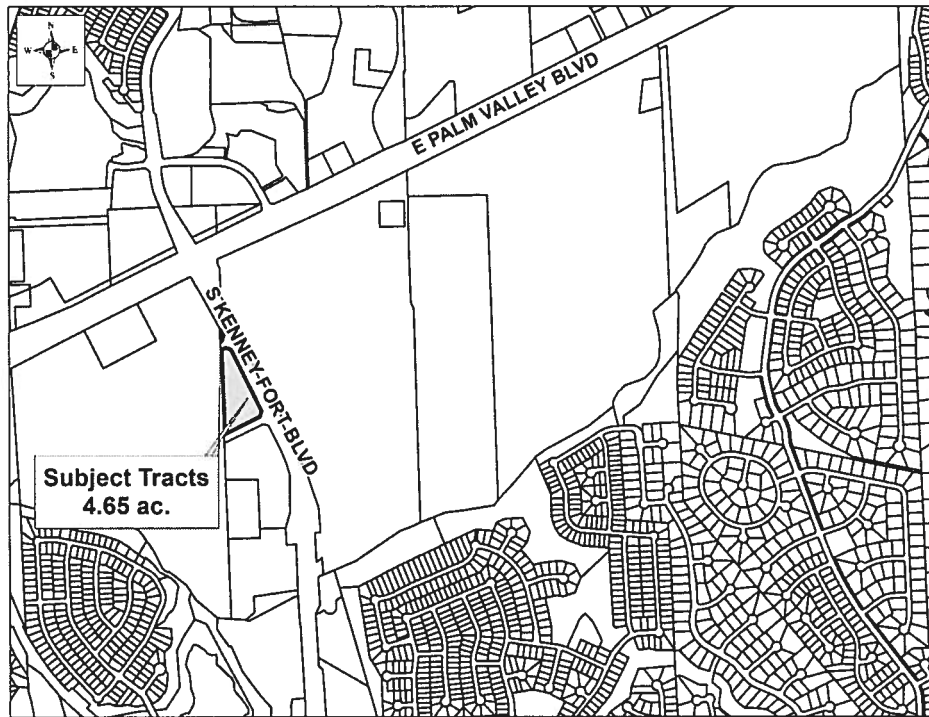 N
W E
S
E PALM VALLEY BLVD
S KENNEY-FORT-BLVD
Subject Tracts
4.65 ac.